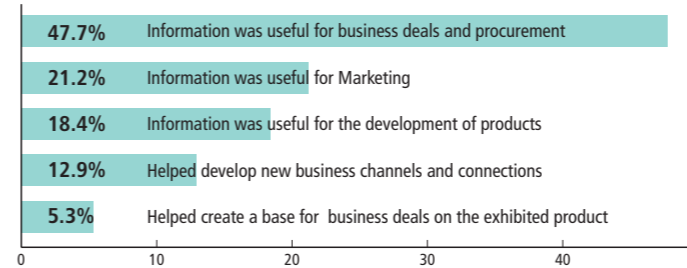 47.7% Information was useful for business deals and procurement
21.2% Information was useful for Marketing
18.4% Information was useful for the development of products
12.9% Helped develop new business channels and connections
5.3% Helped create a base for business deals on the exhibited product
0 10 20 30 40